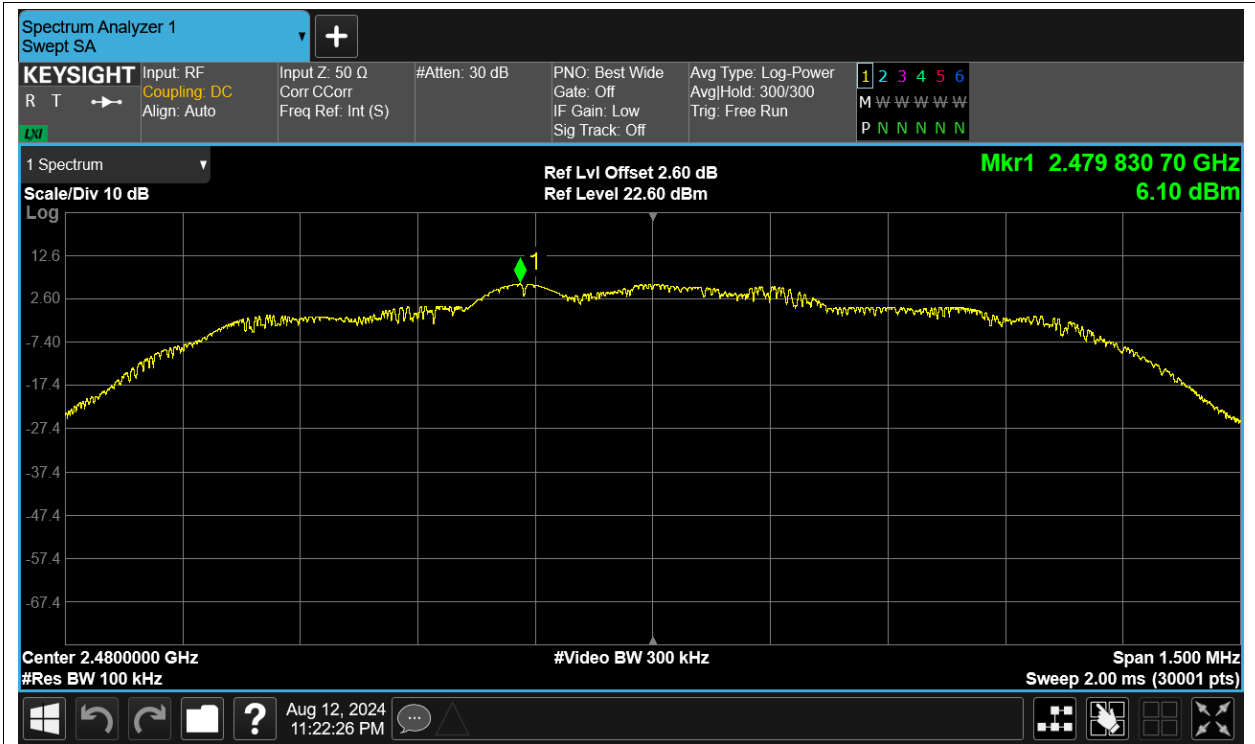 Spectrum Analyzer 1
Swept SA
KEYSIGHT
R T
LXI
Input: RF
Coupling: DC
Align: Auto
Input Z: 50 Ω
Corr CCorr
Freq Ref: Int (S)
#Atten: 30 dB
PNO: Best Wide
Gate: Off
IF Gain: Low
Sig Track: Off
Avg Type: Log-Power
Avg|Hold: 300/300
Trig: Free Run
1 2 3 4 5 6
M W W W W W
P N N N N N
1 Spectrum
Scale/Div 10 dB
Log
Ref Lvl Offset 2.60 dB
Ref Level 22.60 dBm
Mkr1 2.479 830 70 GHz
6.10 dBm
1
12.6
2.60
-7.40
-17.4
-27.4
-37.4
-47.4
-57.4
-67.4
Center 2.4800000 GHz
#Video BW 300 kHz
Span 1.500 MHz
#Res BW 100 kHz
Sweep 2.00 ms (30001 pts)
?
Aug 12, 2024
11:22:26 PM